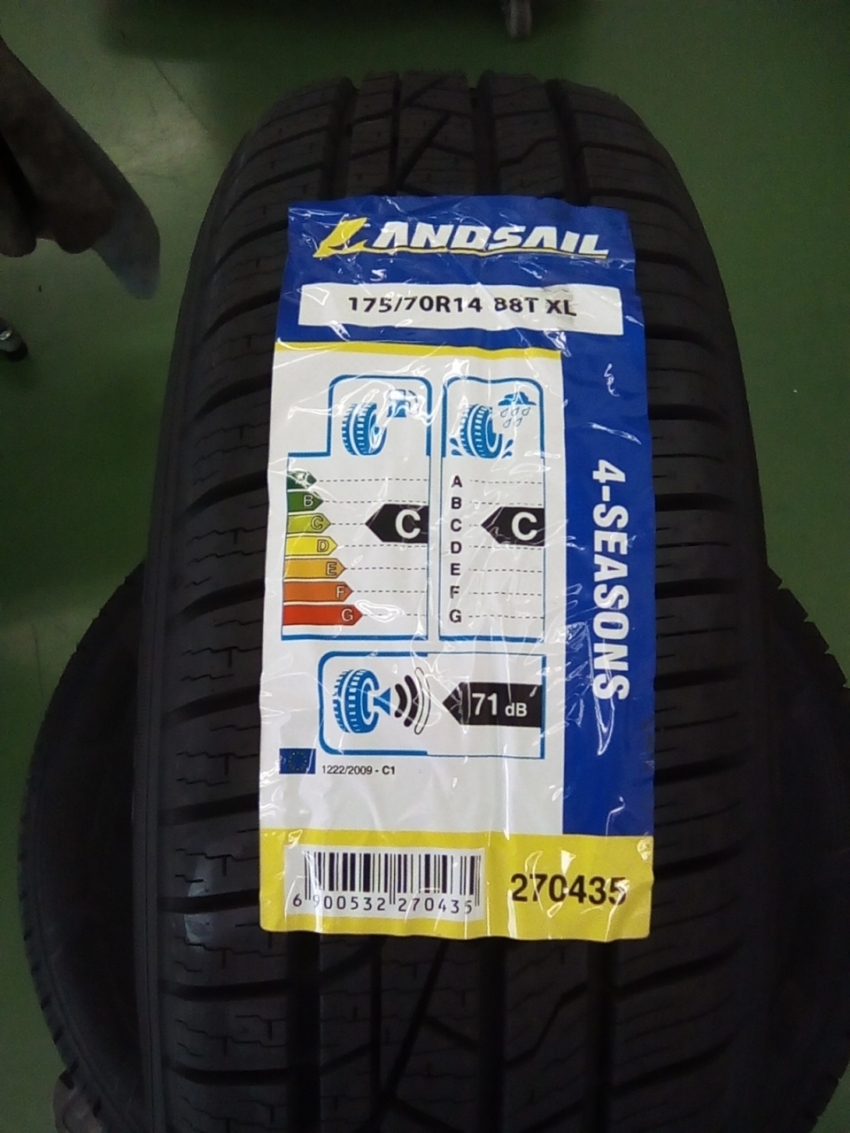 LANDSAIL
175/70R14 88T XL
4-SEASONS
A
B
C
D
E
F
G
C
A
B
C
D
E
F
G
C
71 dB
1222/2009 - C1
6 900532 270435
270435